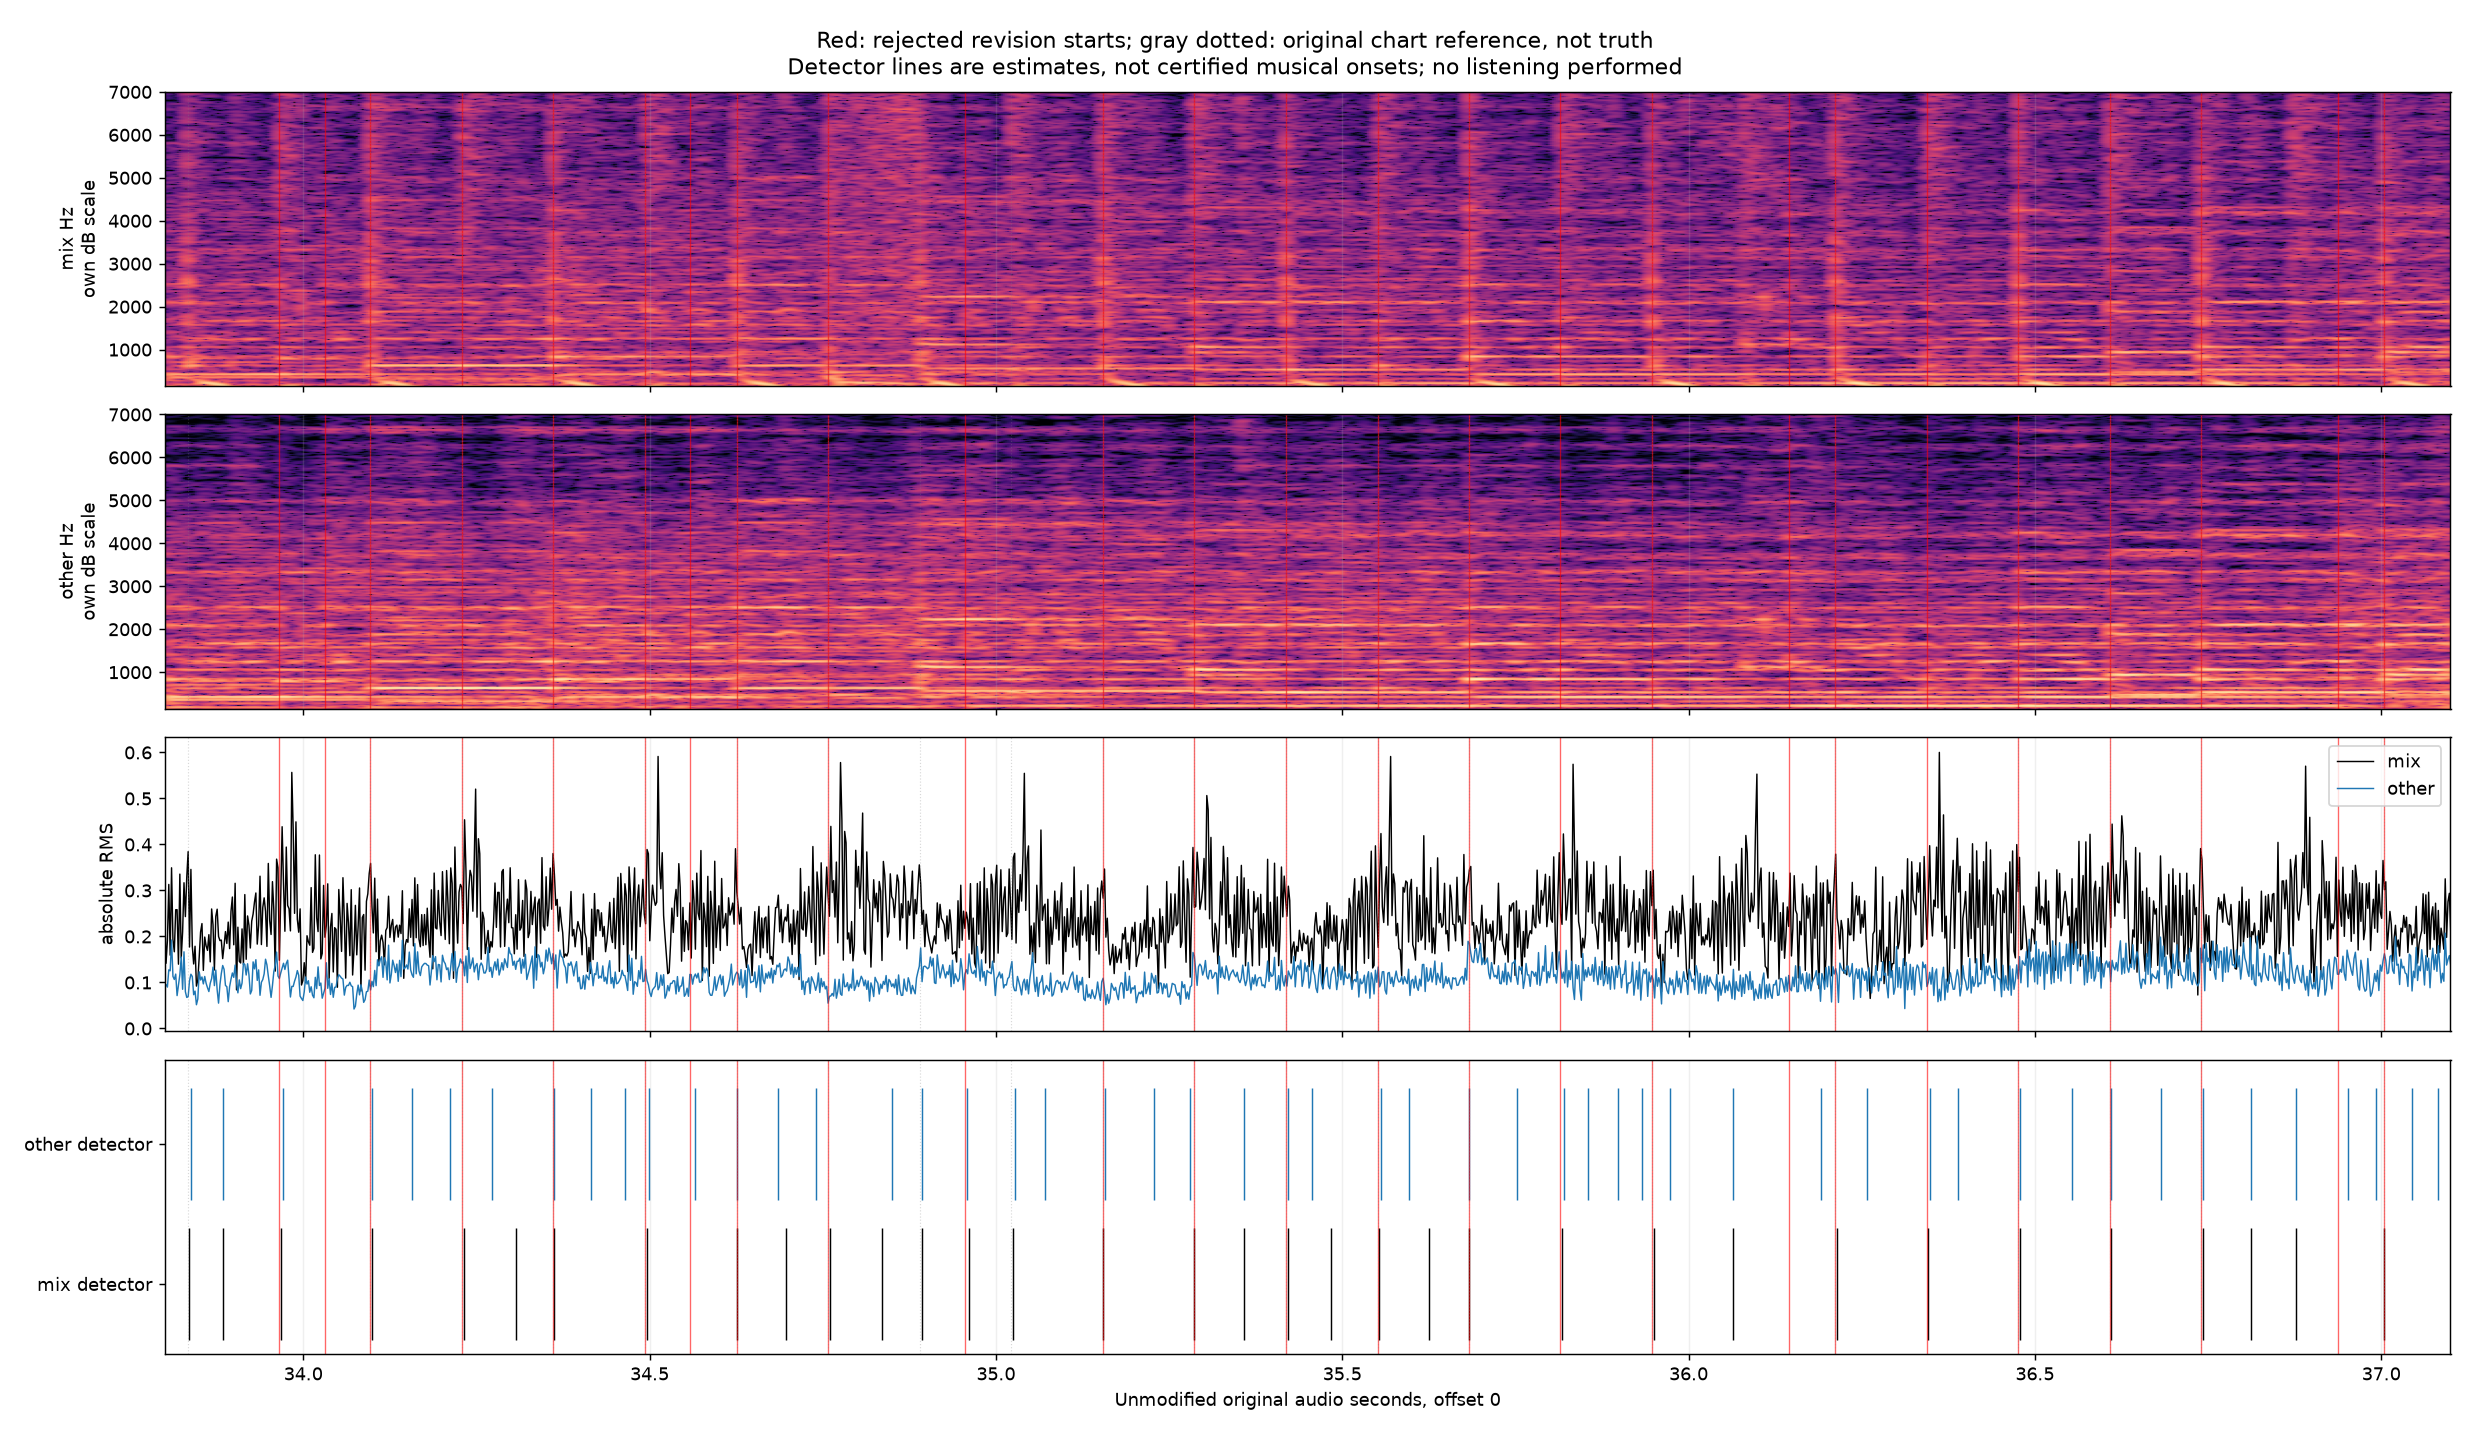 Red: rejected revision starts; gray dotted: original chart reference, not truth
Detector lines are estimates, not certified musical onsets; no listening performed
7000
6000
5000
4000
3000
2000
1000
mix Hz
own dB scale
7000
6000
5000
4000
3000
2000
1000
other Hz
own dB scale
0.6
0.5
0.4
0.3
0.2
0.1
0.0
absolute RMS
mix
other
other detector
mix detector
34.0
34.5
35.0
35.5
36.0
36.5
37.0
Unmodified original audio seconds, offset 0